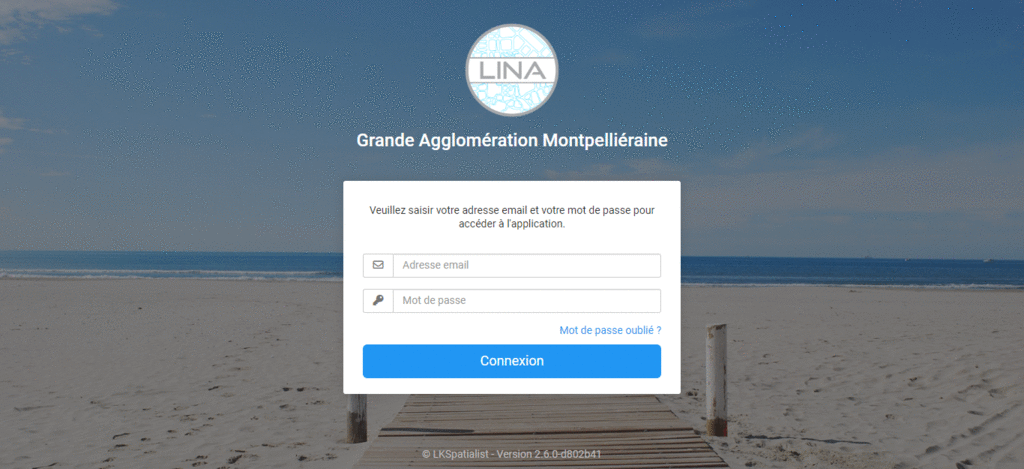 LINA
Grande Agglomération Montpelliéraine
Veuillez saisir votre adresse email et votre mot de passe pour
accéder à l'application.
Adresse email
Mot de passe
Mot de passe oublié ?
Connexion
© LKSpatialist - Version 2.6.0-d802b41